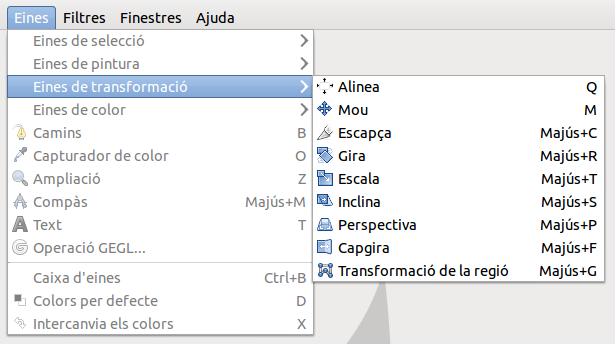 Eines Filtres Finestres Ajuda
Eines de selecció
Eines de pintura
Eines de transformació
Eines de color
Camins B
Capturador de color O
Ampliació Z
Compàs Majús+M
Text T
Operació GEGL...
Caixa d'eines Ctrl+B
Colors per defecte D
Intercanvia els colors X
Alinea Q
Mou M
Escapça Majús+C
Gira Majús+R
Escala Majús+T
Inclina Majús+S
Perspectiva Majús+P
Capgira Majús+F
Transformació de la regió Majús+G